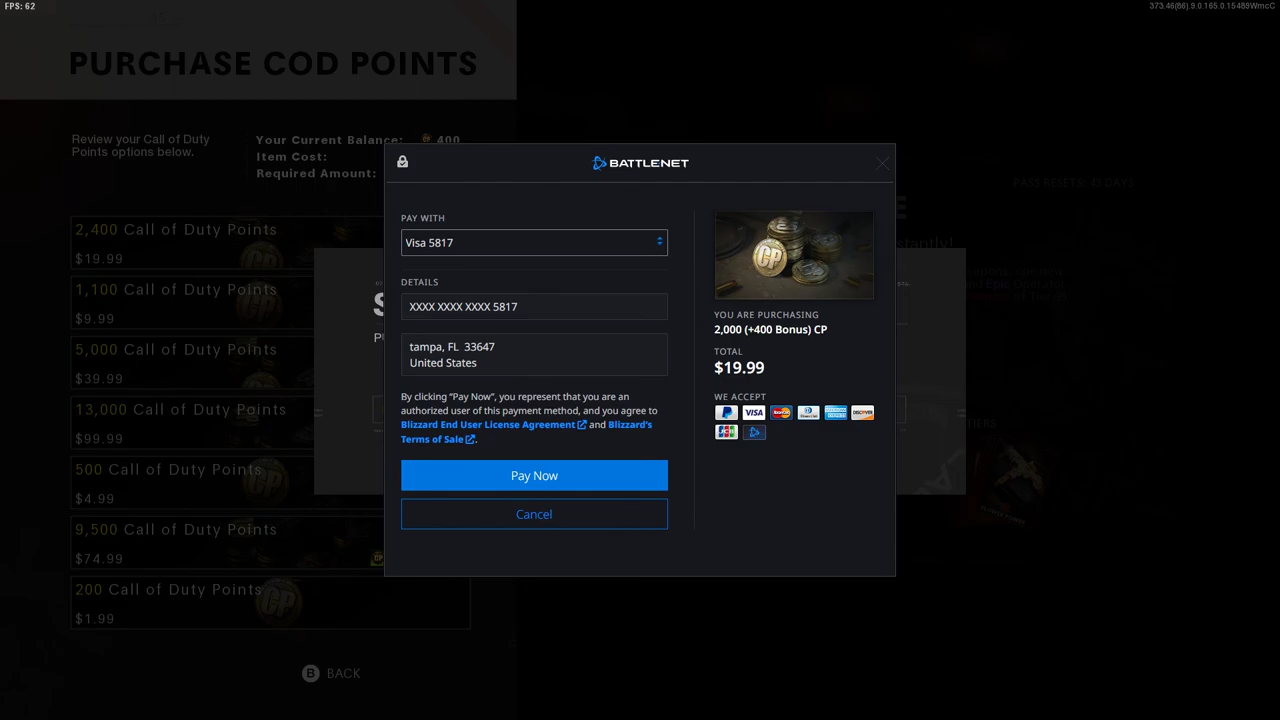 FPS: 62
373.46(86).9.0.165.0.15489WmcC
PURCHASE COD POINTS
Review your Call of Duty
Points options below.
Your Current Balance: 400
Item Cost:
Required Amount:
2,400 Call of Duty Points
$19.99
1,100 Call of Duty Points
$9.99
5,000 Call of Duty Points
$39.99
13,000 Call of Duty Points
$99.99
500 Call of Duty Points
$4.99
9,500 Call of Duty Points
$74.99
200 Call of Duty Points
$1.99
B BACK
BATTLENET
PAY WITH
Visa 5817
DETAILS
XXXX XXXX XXXX 5817
tampa, FL 33647
United States
By clicking "Pay Now", you represent that you are an
authorized user of this payment method, and you agree to
Blizzard End User License Agreement and Blizzard's
Terms of Sale.
Pay Now
Cancel
CP
YOU ARE PURCHASING
2,000 (+400 Bonus) CP
TOTAL
$19.99
WE ACCEPT
VISA
DISCOVER
PASS RESETS: 43 DAYS